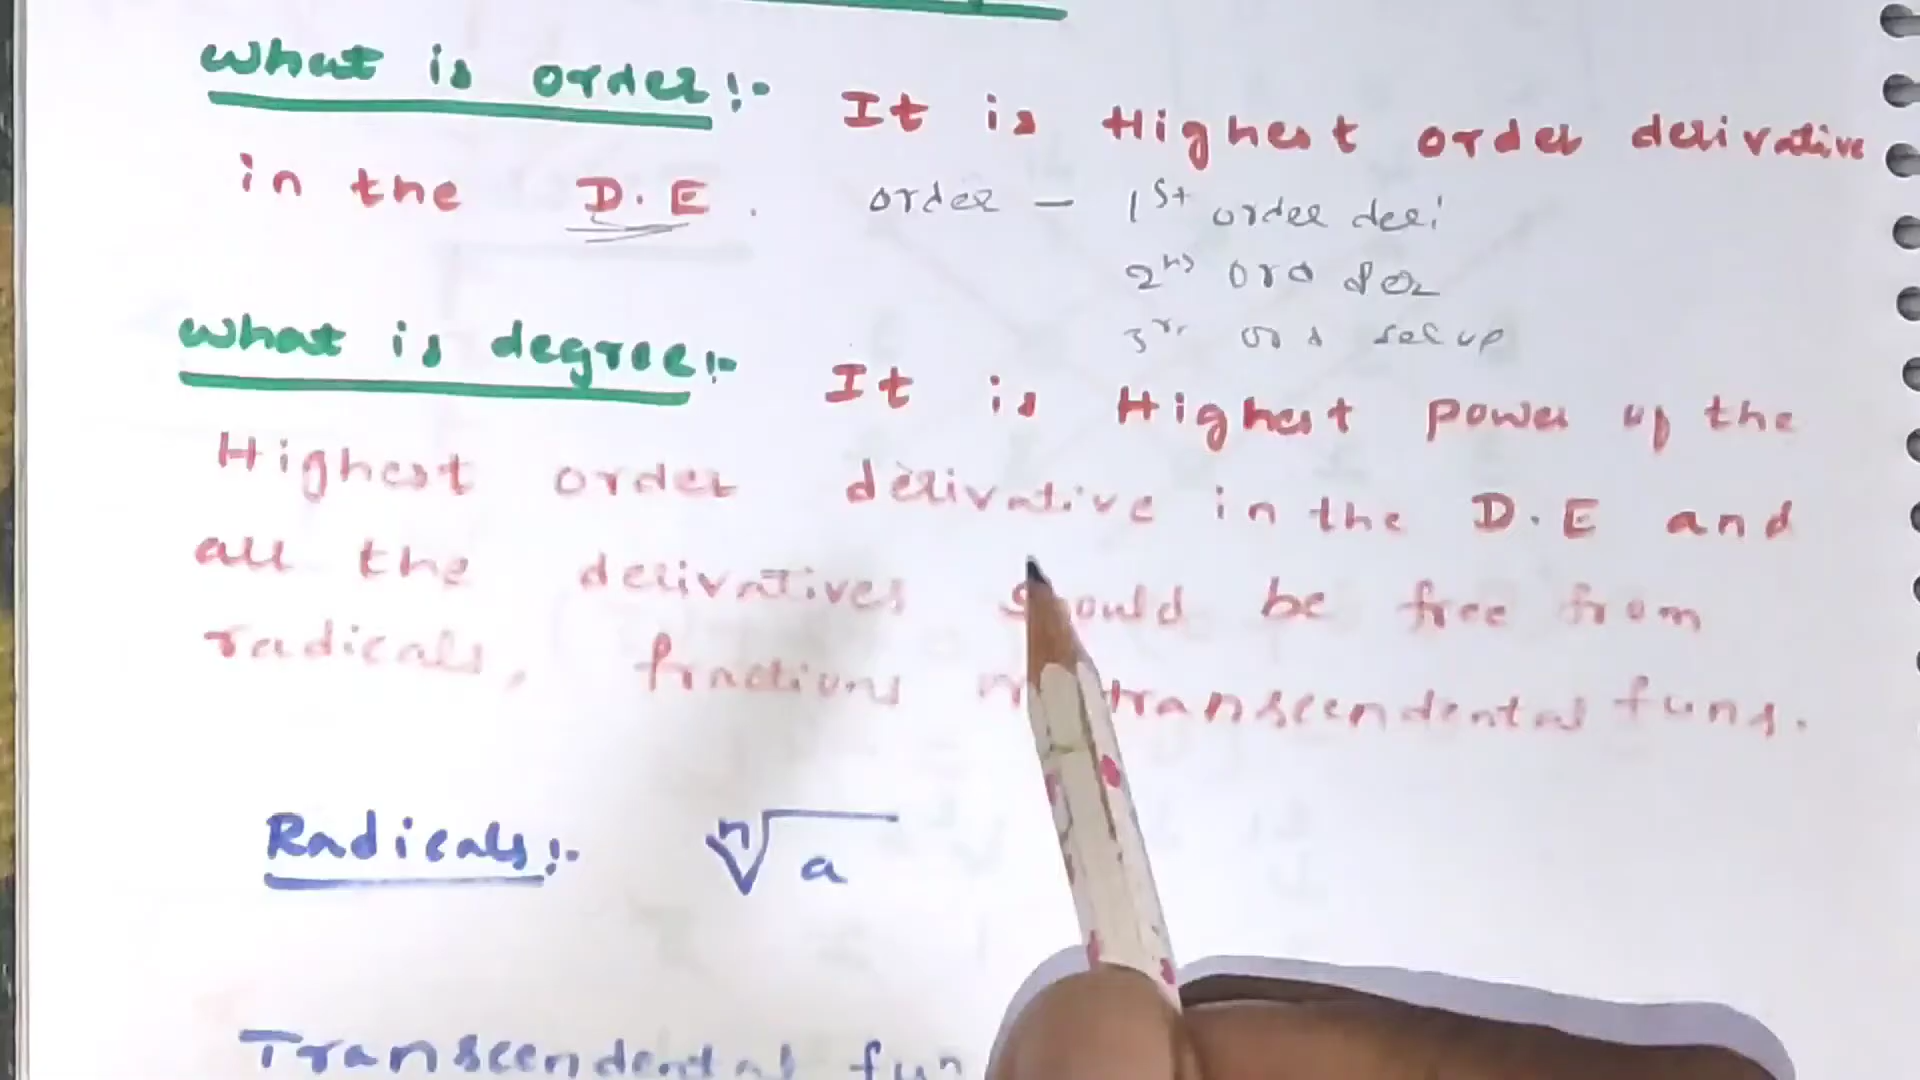 What is order:-  It is Highest order derivative
in the D.E.  order – 1st order deri
2nd ord der
3r
What is degree:-  It is Highest power of the
Highest order derivative in the D.E and
all the derivatives should be free from
radicals, fractions transcendental funs.
Radicals:-  ⁿ√a
Transcendental fun